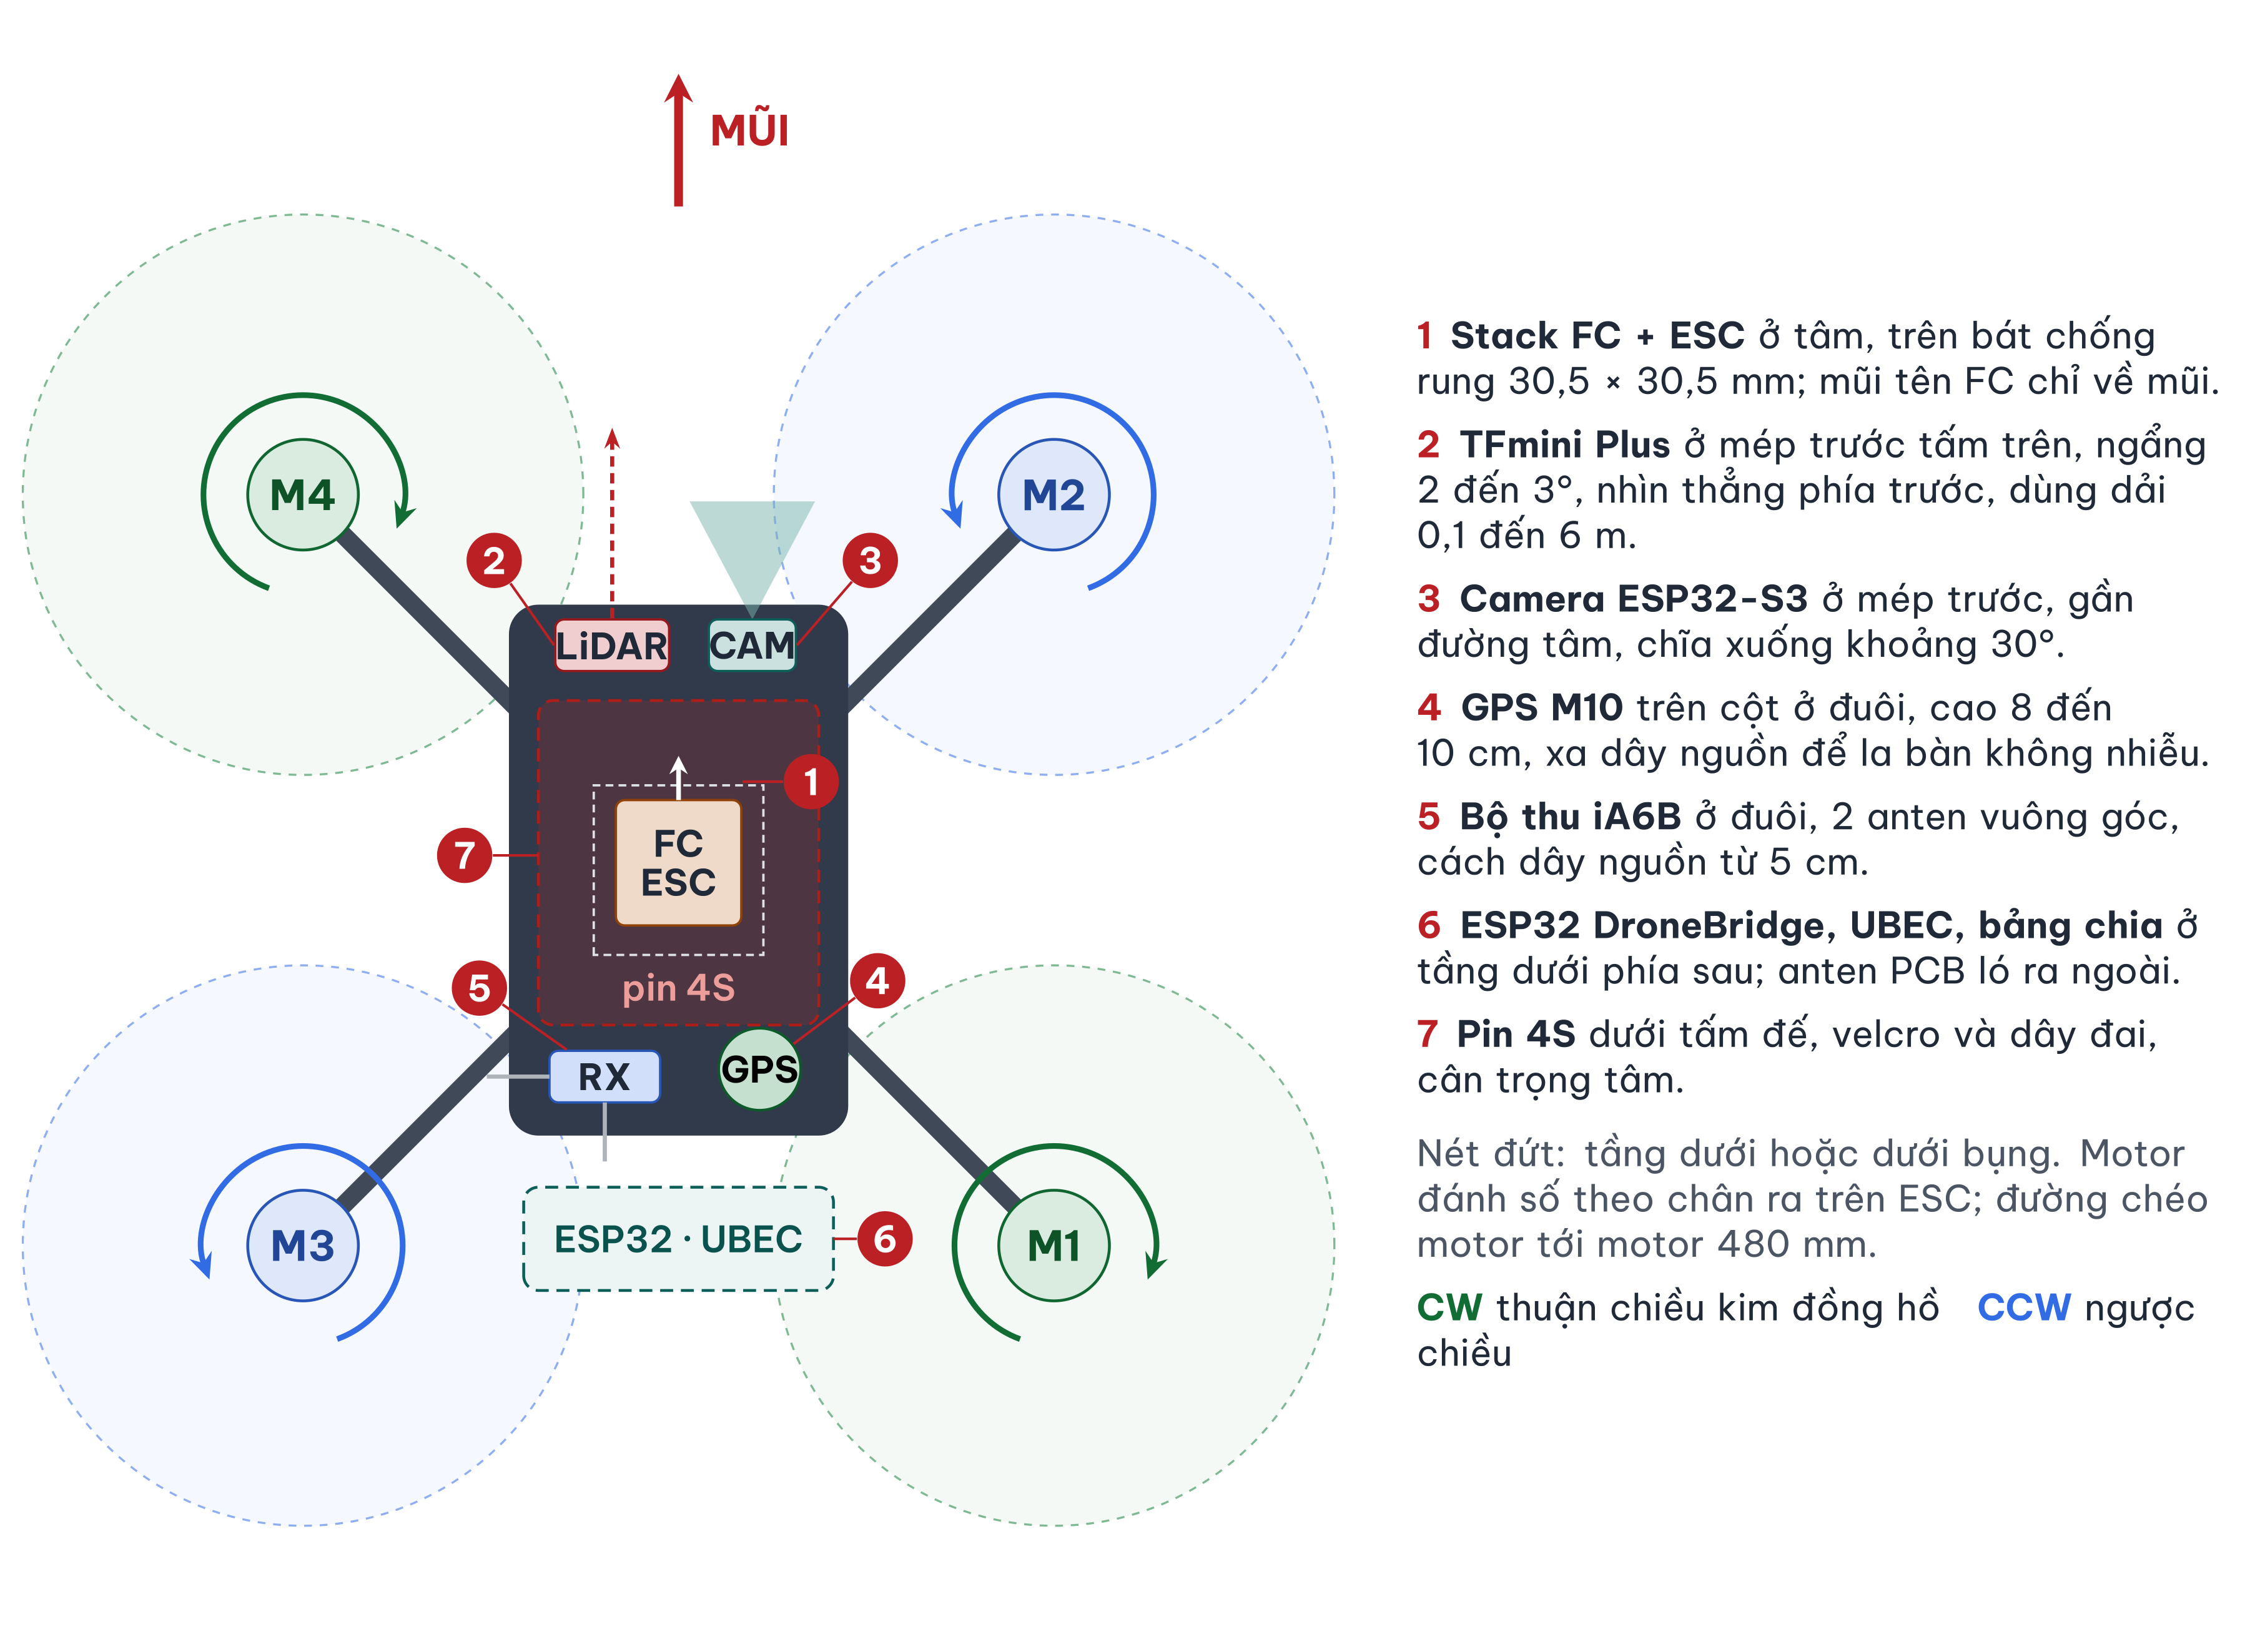 MŨI
M4
M2
2
3
LiDAR
CAM
1
FC
ESC
7
pin 4S
5
4
RX
GPS
M3
ESP32 · UBEC
6
M1
1 Stack FC + ESC ở tâm, trên bát chống
rung 30,5 × 30,5 mm; mũi tên FC chỉ về mũi.
2 TFmini Plus ở mép trước tấm trên, ngẩng
2 đến 3°, nhìn thẳng phía trước, dùng dải
0,1 đến 6 m.
3 Camera ESP32-S3 ở mép trước, gần
đường tâm, chĩa xuống khoảng 30°.
4 GPS M10 trên cột ở đuôi, cao 8 đến
10 cm, xa dây nguồn để la bàn không nhiễu.
5 Bộ thu iA6B ở đuôi, 2 anten vuông góc,
cách dây nguồn từ 5 cm.
6 ESP32 DroneBridge, UBEC, bảng chia ở
tầng dưới phía sau; anten PCB ló ra ngoài.
7 Pin 4S dưới tấm đế, velcro và dây đai,
cân trọng tâm.
Nét đứt: tầng dưới hoặc dưới bụng. Motor
đánh số theo chân ra trên ESC; đường chéo
motor tới motor 480 mm.
CW thuận chiều kim đồng hồ CCW ngược
chiều